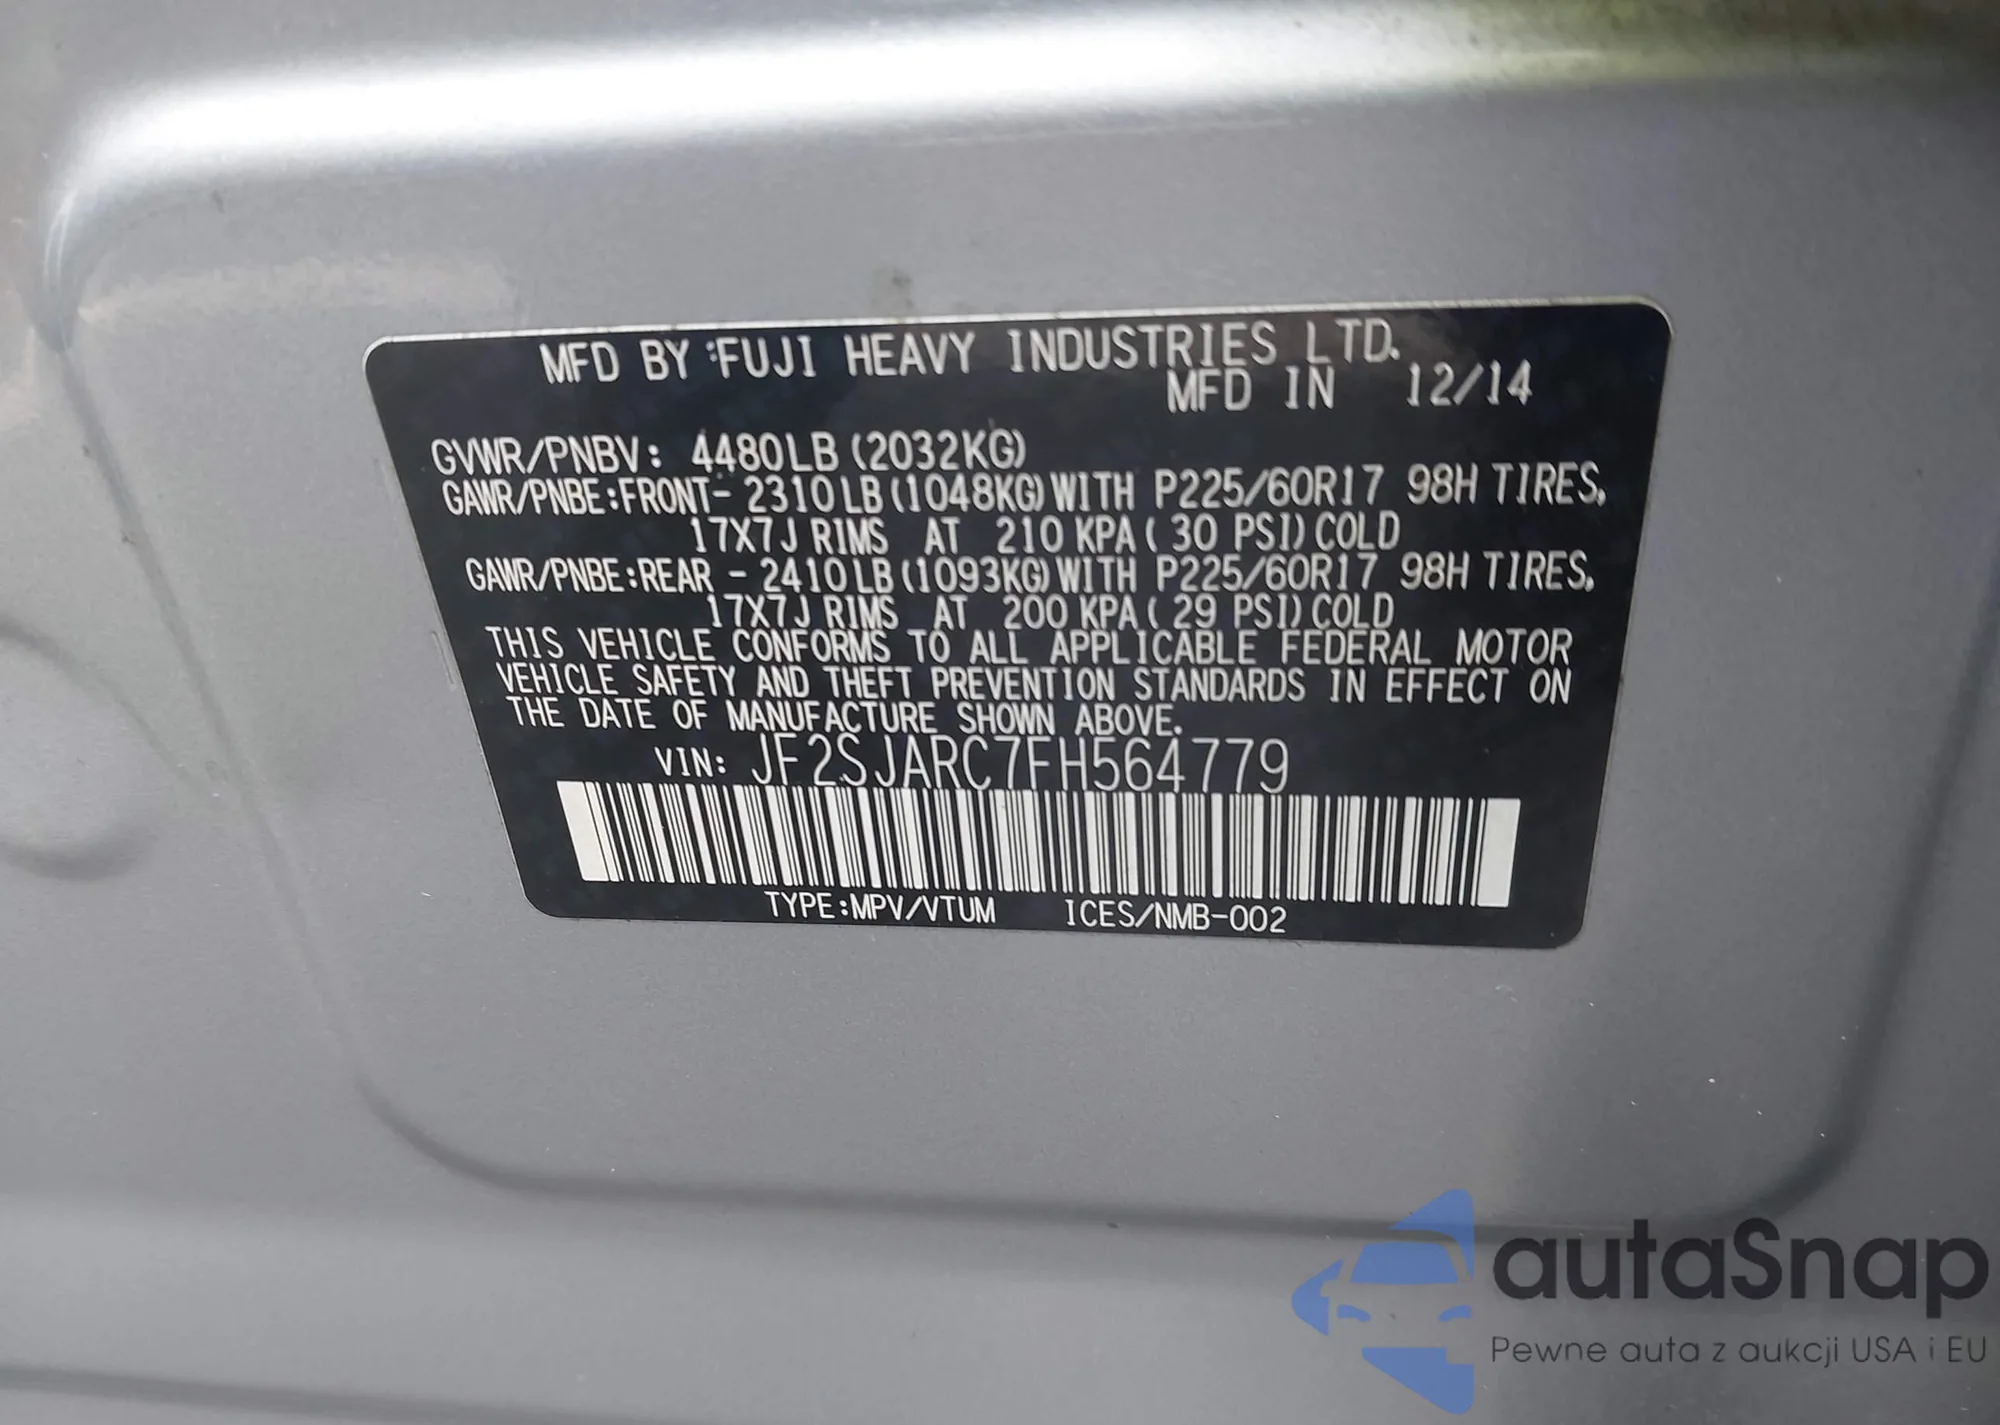 MFD BY :FUJI HEAVY INDUSTRIES LTD.
MFD IN 12/14
GVWR/PNBV: 4480LB (2032KG)
GAWR/PNBE:FRONT- 2310LB(1048KG)WITH P225/60R17 98H TIRES,
17X7J RIMS AT 210 KPA( 30 PSI)COLD
GAWR/PNBE:REAR - 2410LB(1093KG)WITH P225/60R17 98H TIRES,
17X7J RIMS AT 200 KPA( 29 PSI)COLD
THIS VEHICLE CONFORMS TO ALL APPLICABLE FEDERAL MOTOR
VEHICLE SAFETY AND THEFT PREVENTION STANDARDS IN EFFECT ON
THE DATE OF MANUFACTURE SHOWN ABOVE.
VIN: JF2SJARC7FH564779
TYPE:MPV/VTUM ICES/NMB-002
autaSnap
Pewne auta z aukcji USA i EU